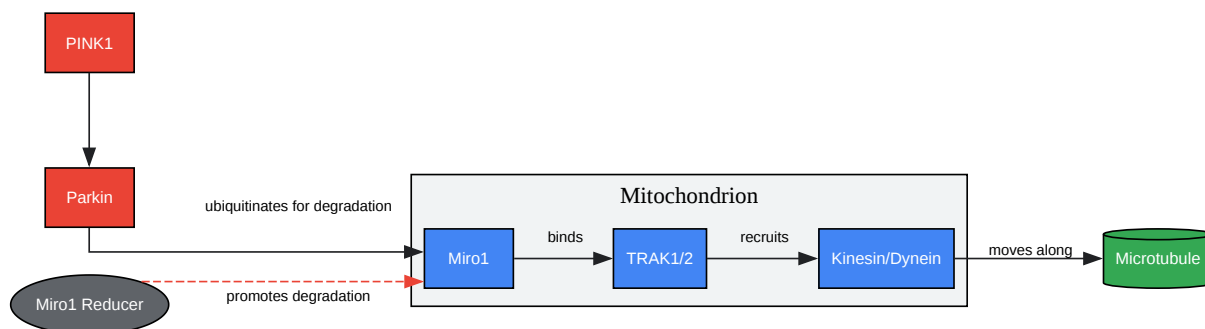 PINK1
Parkin
ubiquitinates for degradation
Mitochondrion
Miro1
binds
TRAK1/2
recruits
Kinesin/Dynein
moves along
Microtubule
Miro1 Reducer
promotes degradation